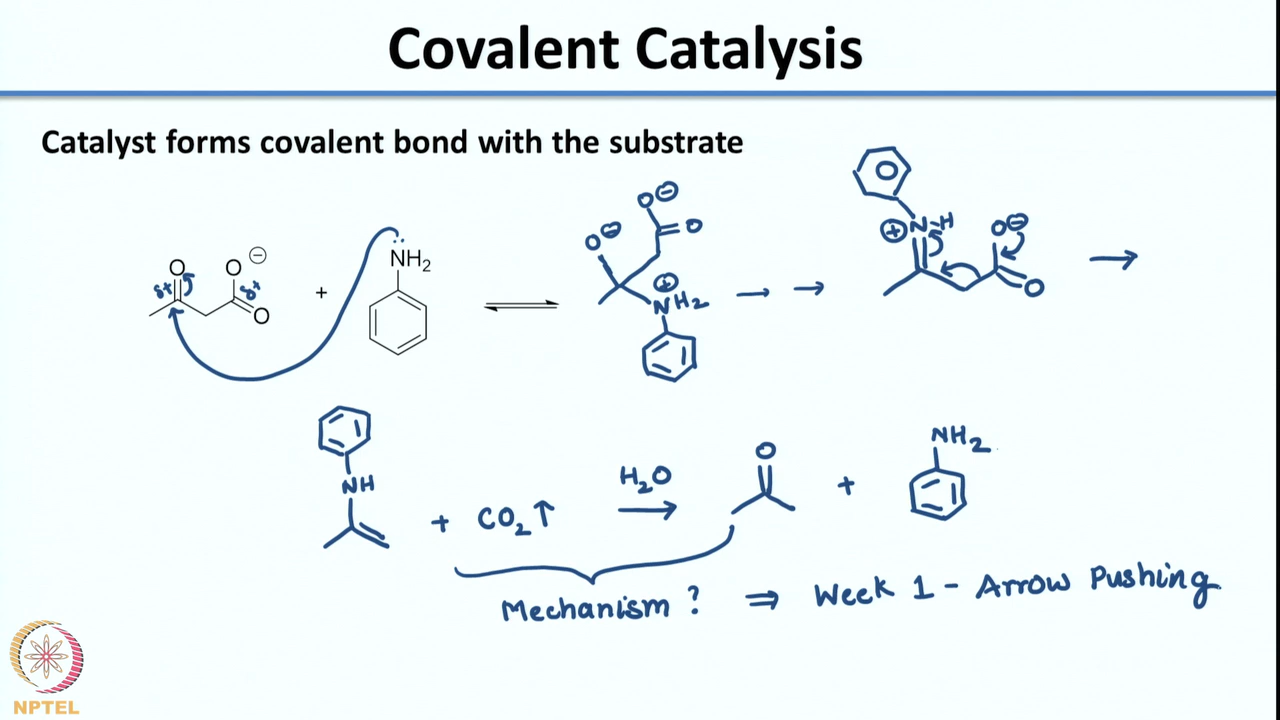 Covalent Catalysis
Catalyst forms covalent bond with the substrate
O O ⊖
δ+ δ+
O
+
NH2
O⊖
O⊖
O
⊕
NH2
⊕ N-H
O⊖
O
NH
+ CO2↑
H2O
O
+
NH2
Mechanism ? ⇒ Week 1 - Arrow Pushing
NPTEL